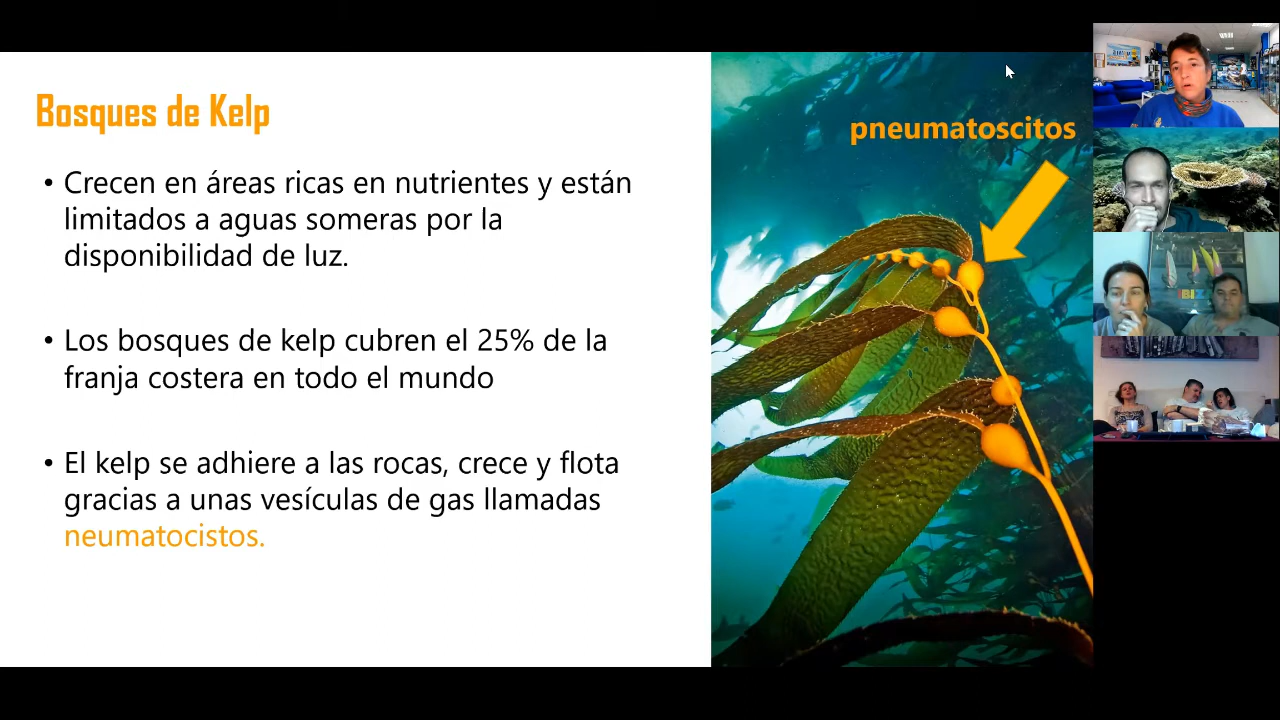 Bosques de Kelp
• Crecen en áreas ricas en nutrientes y están
limitados a aguas someras por la
disponibilidad de luz.
• Los bosques de kelp cubren el 25% de la
franja costera en todo el mundo
• El kelp se adhiere a las rocas, crece y flota
gracias a unas vesículas de gas llamadas
neumatocistos.
pneumatoscitos